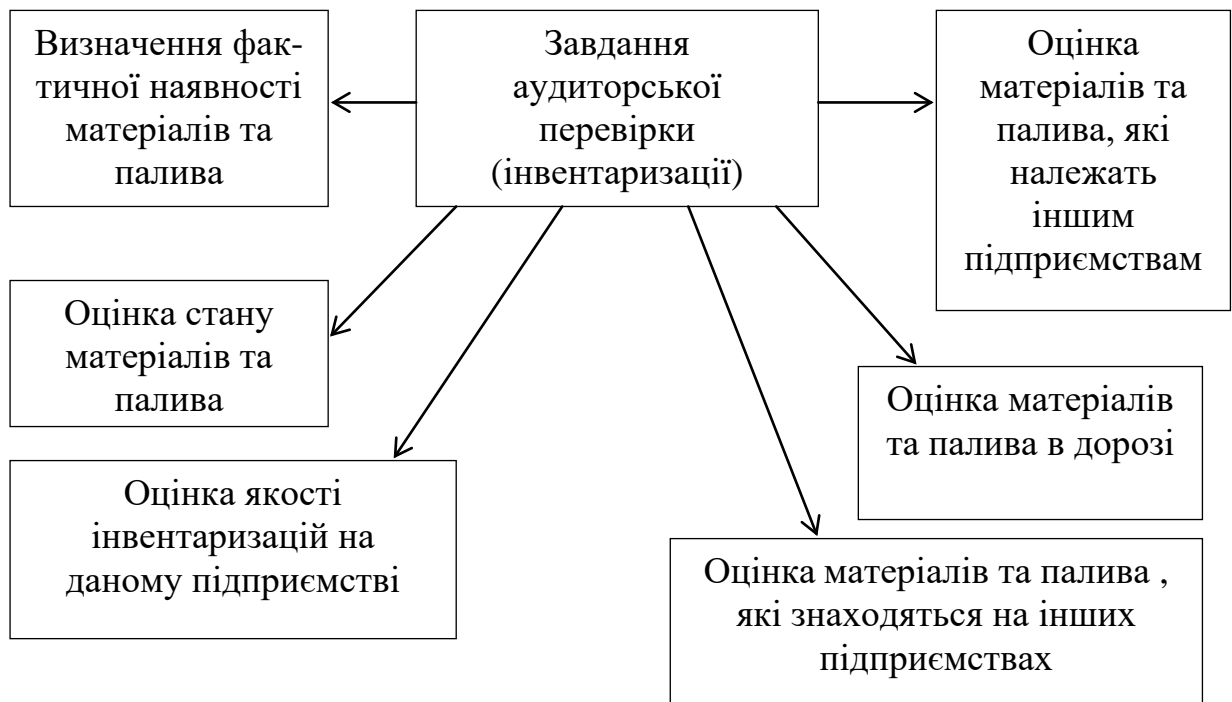 Визначення фак-
тичної наявності
матеріалів та
палива
Завдання
аудиторської
перевірки
(інвентаризації)
Оцінка
матеріалів та
палива, які
належать
іншим
підприємствам
Оцінка стану
матеріалів та
палива
Оцінка матеріалів
та палива в дорозі
Оцінка якості
інвентаризацій на
даному підприємстві
Оцінка матеріалів та палива ,
які знаходяться на інших
підприємствах